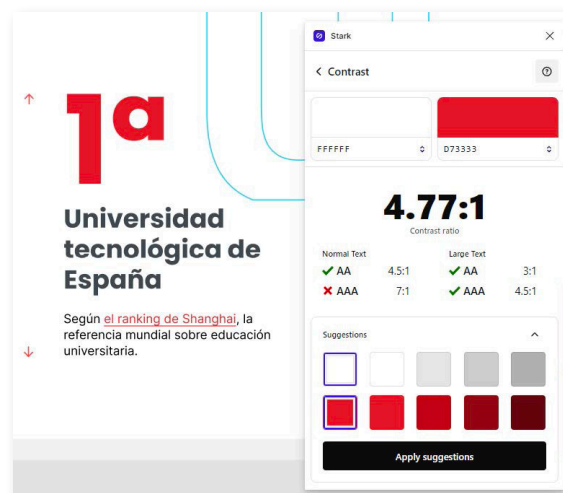 1ª
Universidad
tecnológica de
España
Según el ranking de Shanghai, la
referencia mundial sobre educación
universitaria.
Stark
Contrast
FFFFFF
D73333
4.77:1
Contrast ratio
Normal Text
AA 4.5:1
AAA 7:1
Large Text
AA 3:1
AAA 4.5:1
Suggestions
Apply suggestions